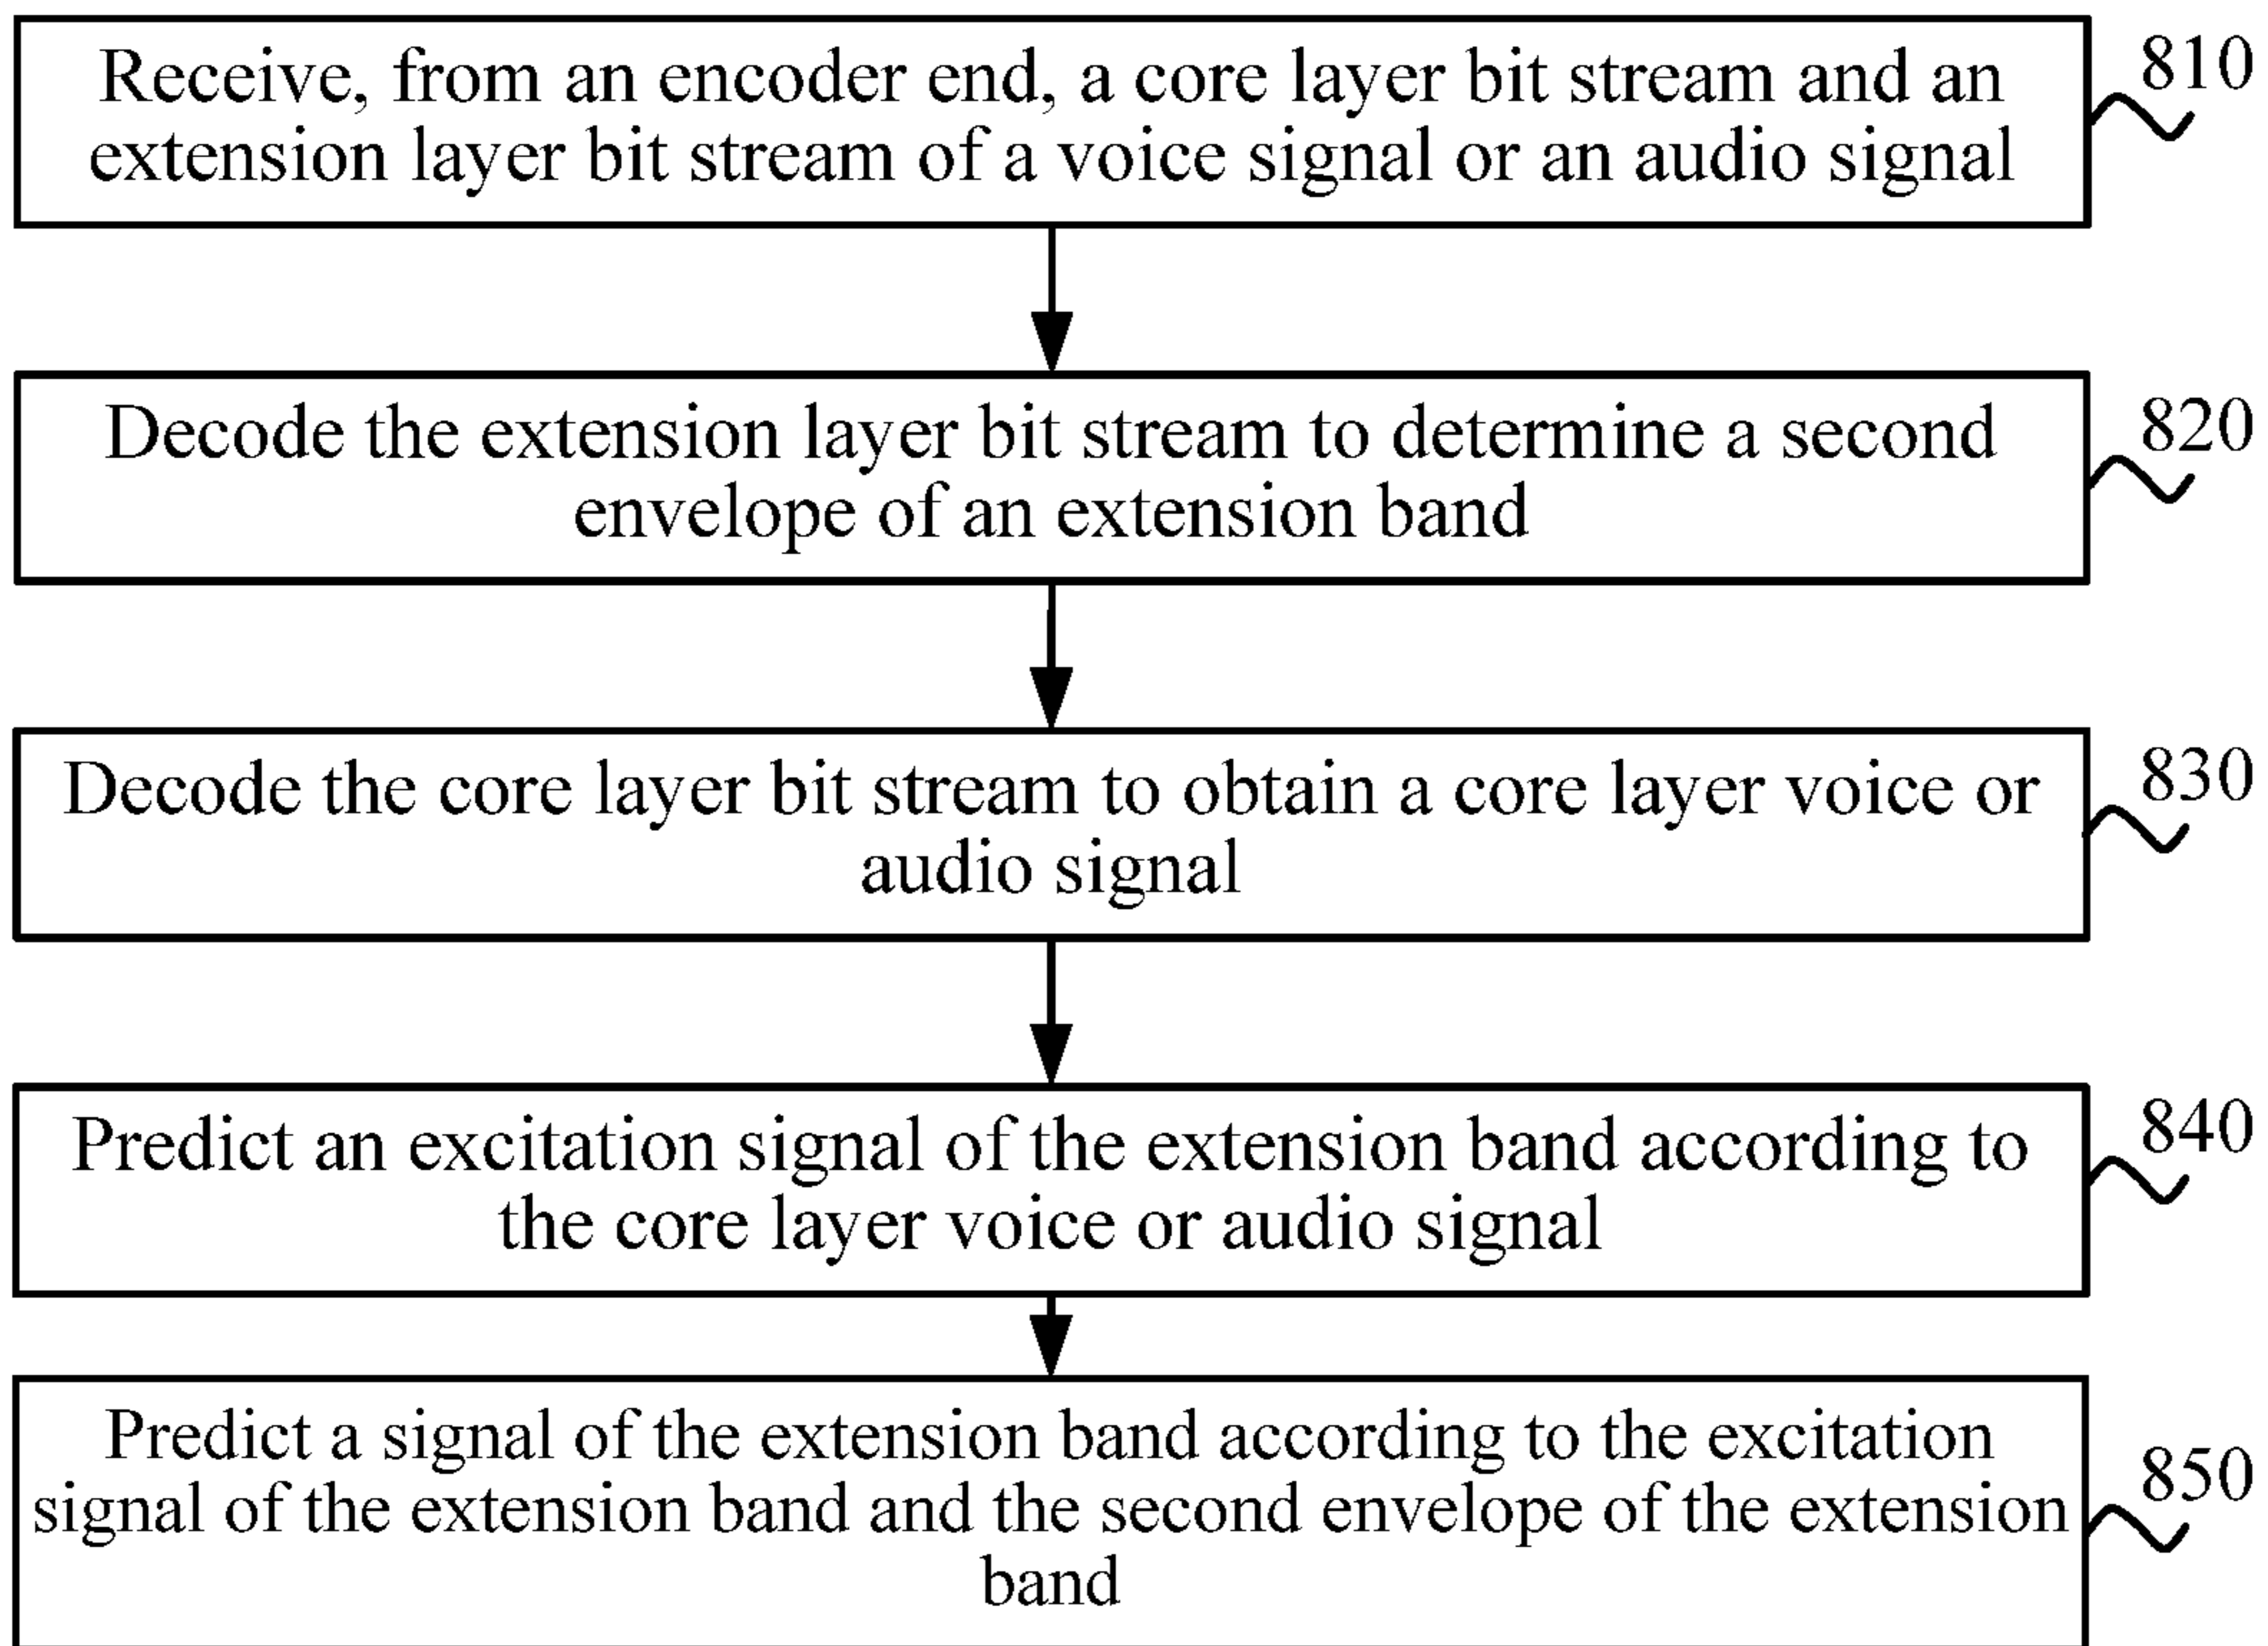 Receive, from an encoder end, a core layer bit stream and an
extension layer bit stream of a voice signal or an audio signal
810
Decode the extension layer bit stream to determine a second
envelope of an extension band
820
Decode the core layer bit stream to obtain a core layer voice or
audio signal
830
Predict an excitation signal of the extension band according to
the core layer voice or audio signal
840
Predict a signal of the extension band according to the excitation
signal of the extension band and the second envelope of the extension
band
850